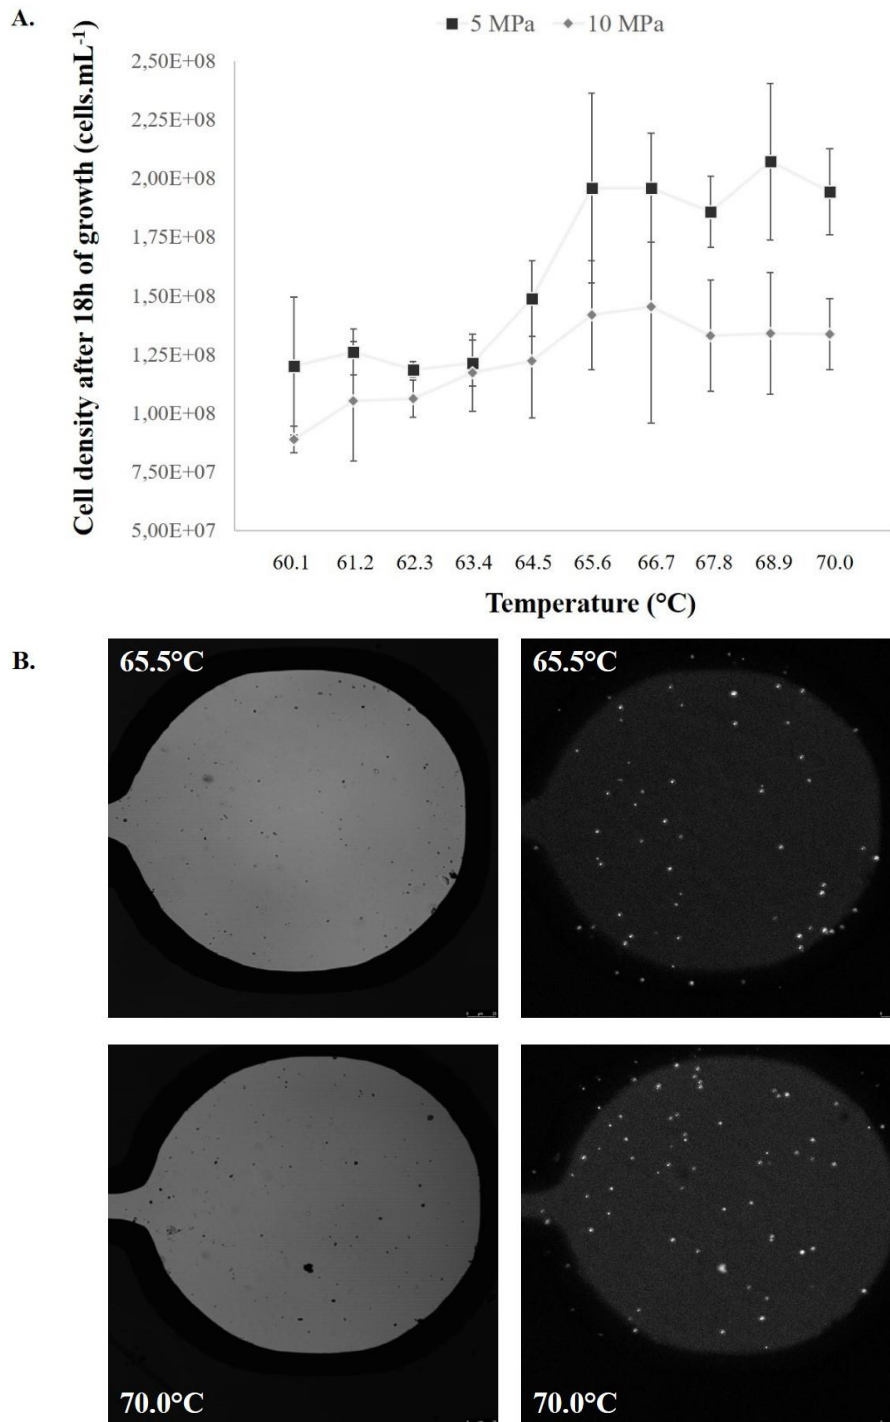 A.
5 MPa 10 MPa
Cell density after 18h of growth (cells.mL⁻¹)
2,50E+08
2,25E+08
2,00E+08
1,75E+08
1,50E+08
1,25E+08
1,00E+08
7,50E+07
5,00E+07
60.1 61.2 62.3 63.4 64.5 65.6 66.7 67.8 68.9 70.0
Temperature (°C)
B.
65.5°C 65.5°C
70.0°C 70.0°C